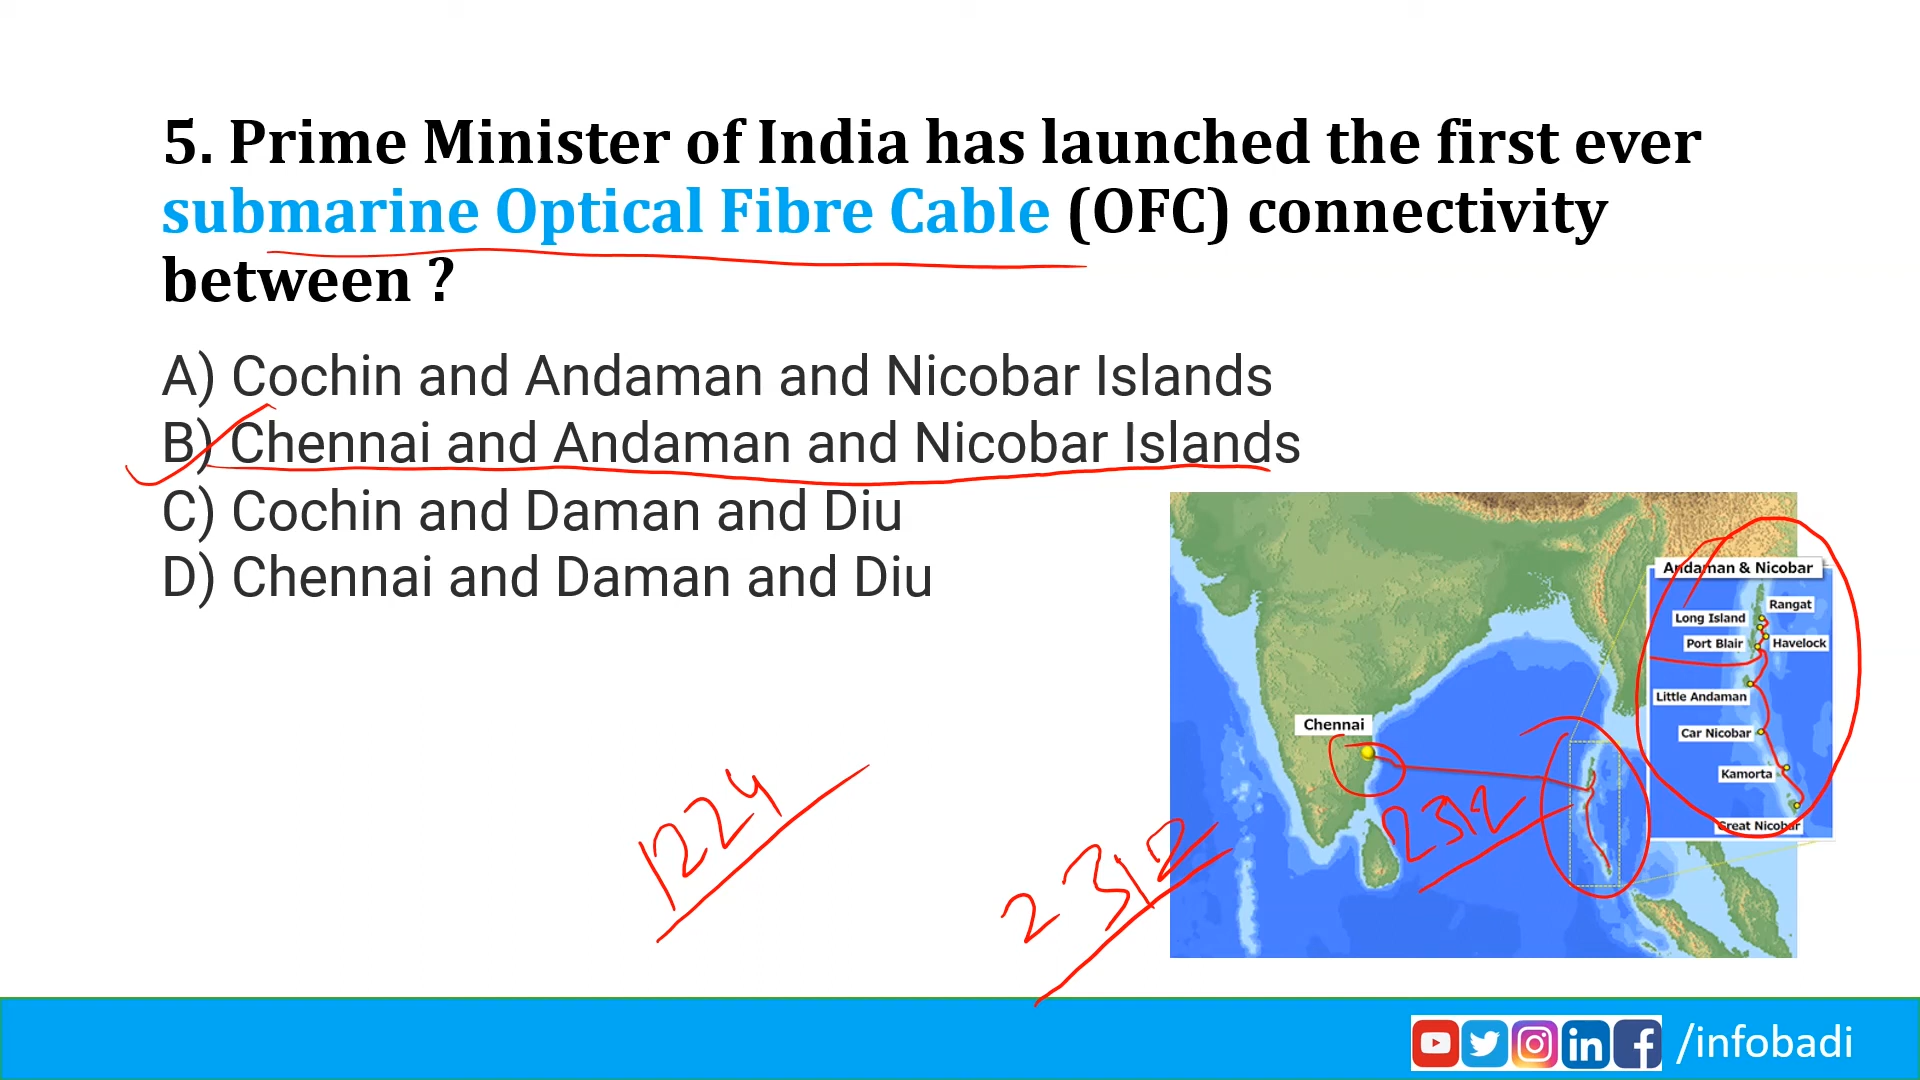 5. Prime Minister of India has launched the first ever
submarine Optical Fibre Cable (OFC) connectivity
between ?
A) Cochin and Andaman and Nicobar Islands
B) Chennai and Andaman and Nicobar Islands
C) Cochin and Daman and Diu
D) Chennai and Daman and Diu
Andaman & Nicobar
Rangat
Long Island
Port Blair
Havelock
Little Andaman
Chennai
Car Nicobar
Kamorta
Great Nicobar
1224
2312
2312
/infobadi